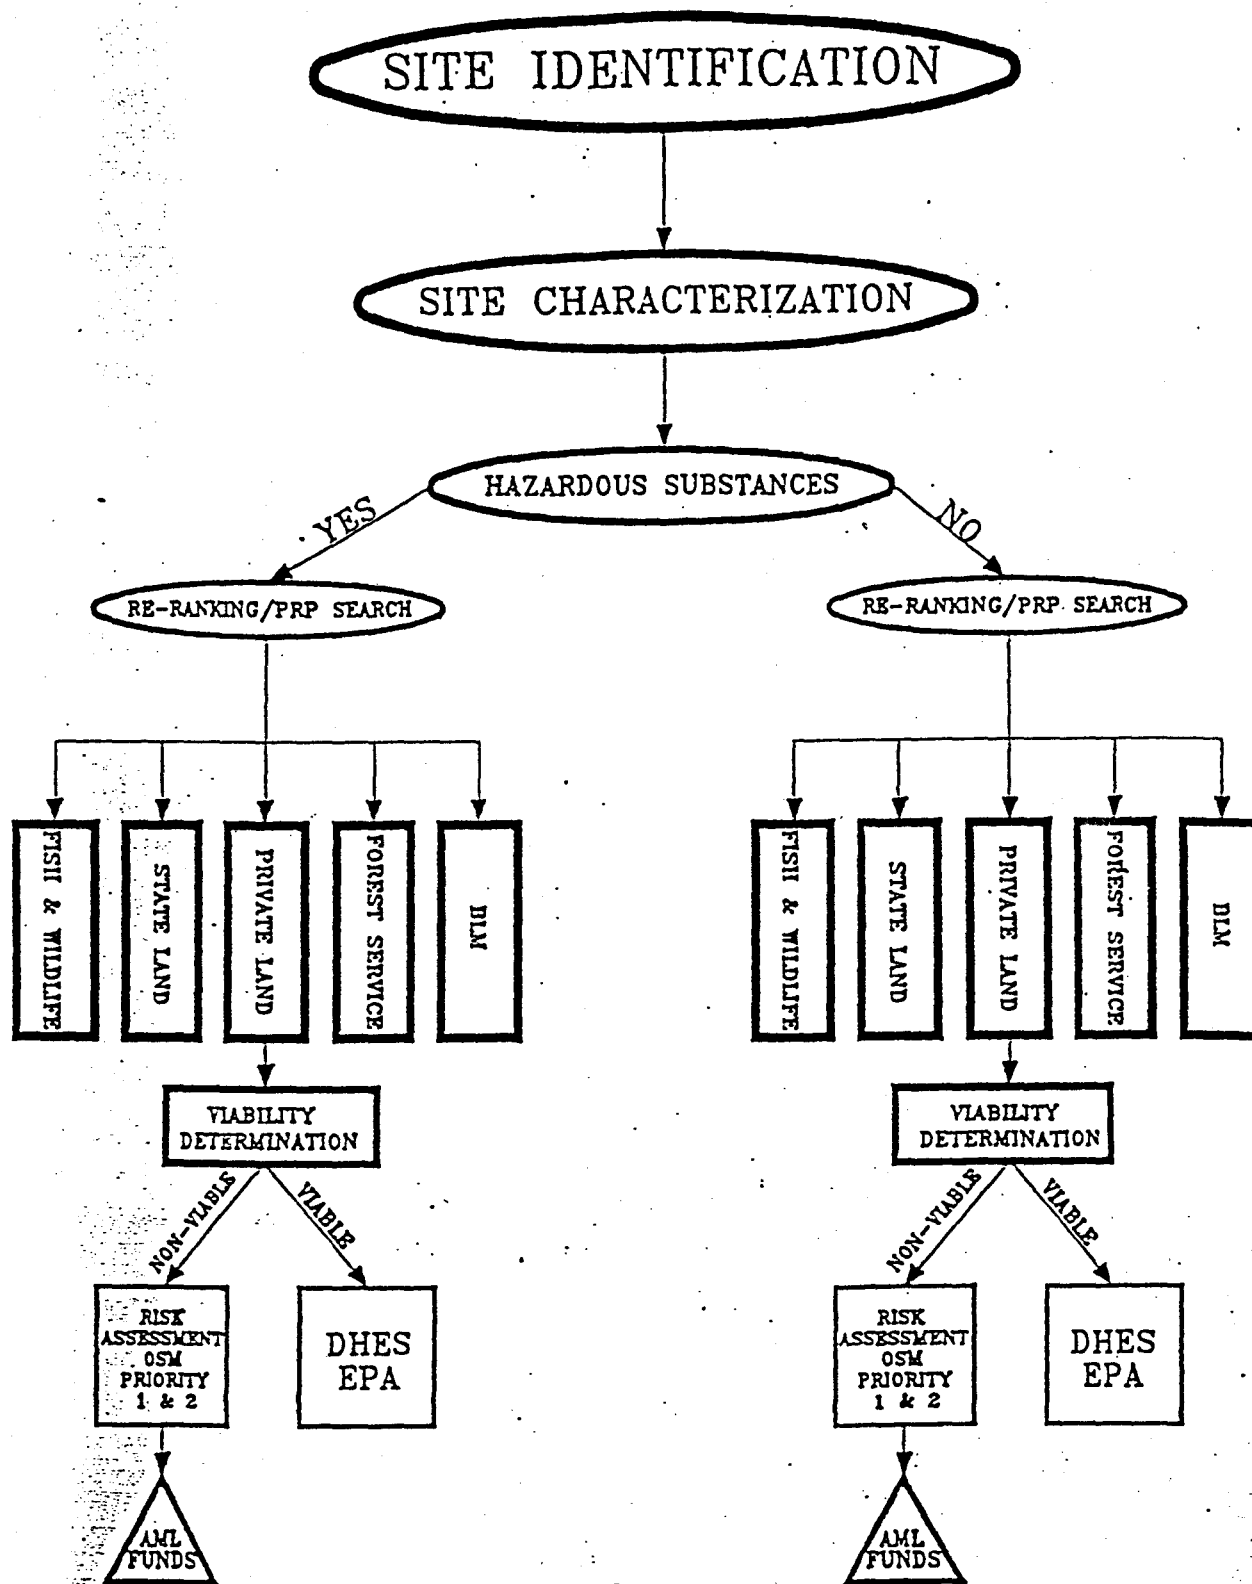 SITE IDENTIFICATION
SITE CHARACTERIZATION
HAZARDOUS SUBSTANCES
YES
NO
RE-RANKING/PRP SEARCH
RE-RANKING/PRP SEARCH
FISH & WILDLIFE
STATE LAND
PRIVATE LAND
FOREST SERVICE
BLM
FISH & WILDLIFE
STATE LAND
PRIVATE LAND
FOREST SERVICE
BLM
VIABILITY
DETERMINATION
VIABILITY
DETERMINATION
NON-VIABLE
VIABLE
NON-VIABLE
VIABLE
RISK
ASSESSMENT
OSM
PRIORITY
1 & 2
DHES
EPA
RISK
ASSESSMENT
OSM
PRIORITY
1 & 2
DHES
EPA
AML
FUNDS
AML
FUNDS